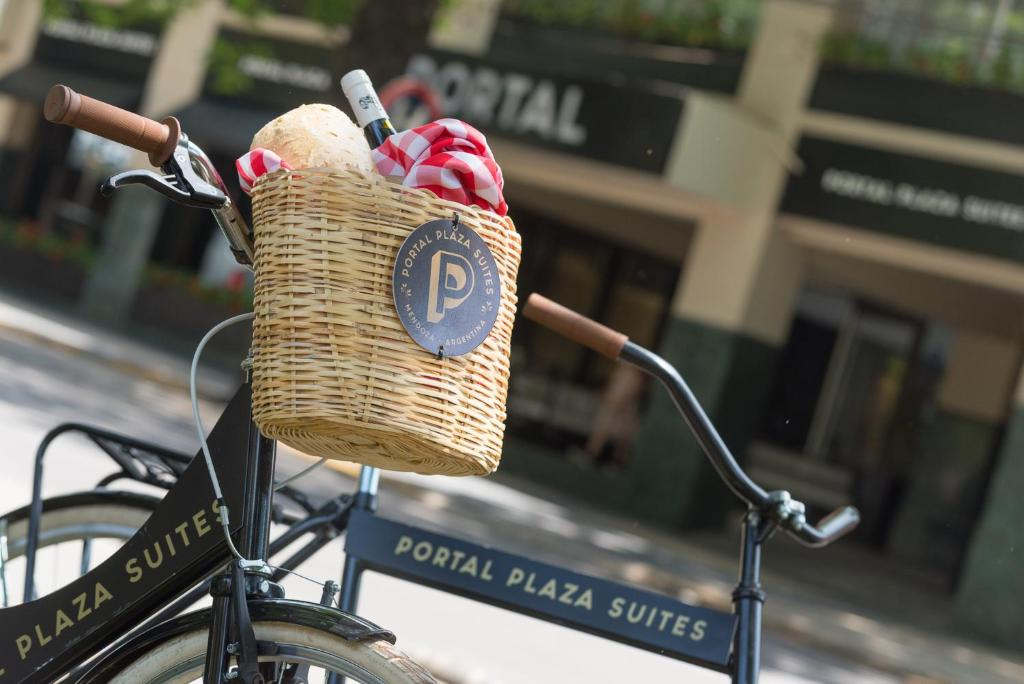 PORTAL
PORTAL PLAZA SUITES
PORTAL PLAZA SUITES
P
MENDOZA - ARGENTINA
PORTAL PLAZA SUITES
PLAZA SUITES